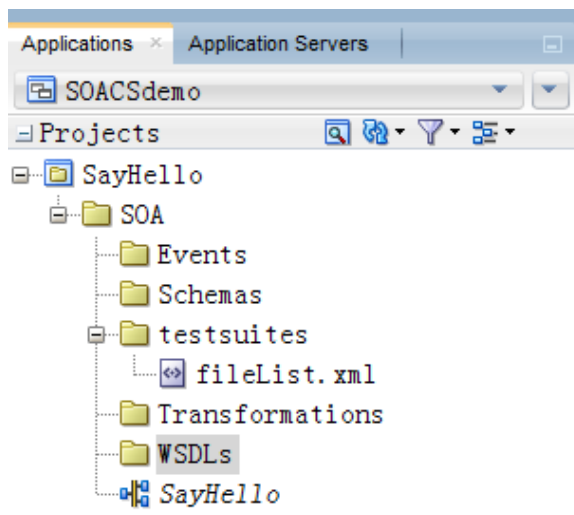 Applications Application Servers
SOACSdemo
Projects
SayHello
SOA
Events
Schemas
testsuites
fileList.xml
Transformations
WSDLs
SayHello